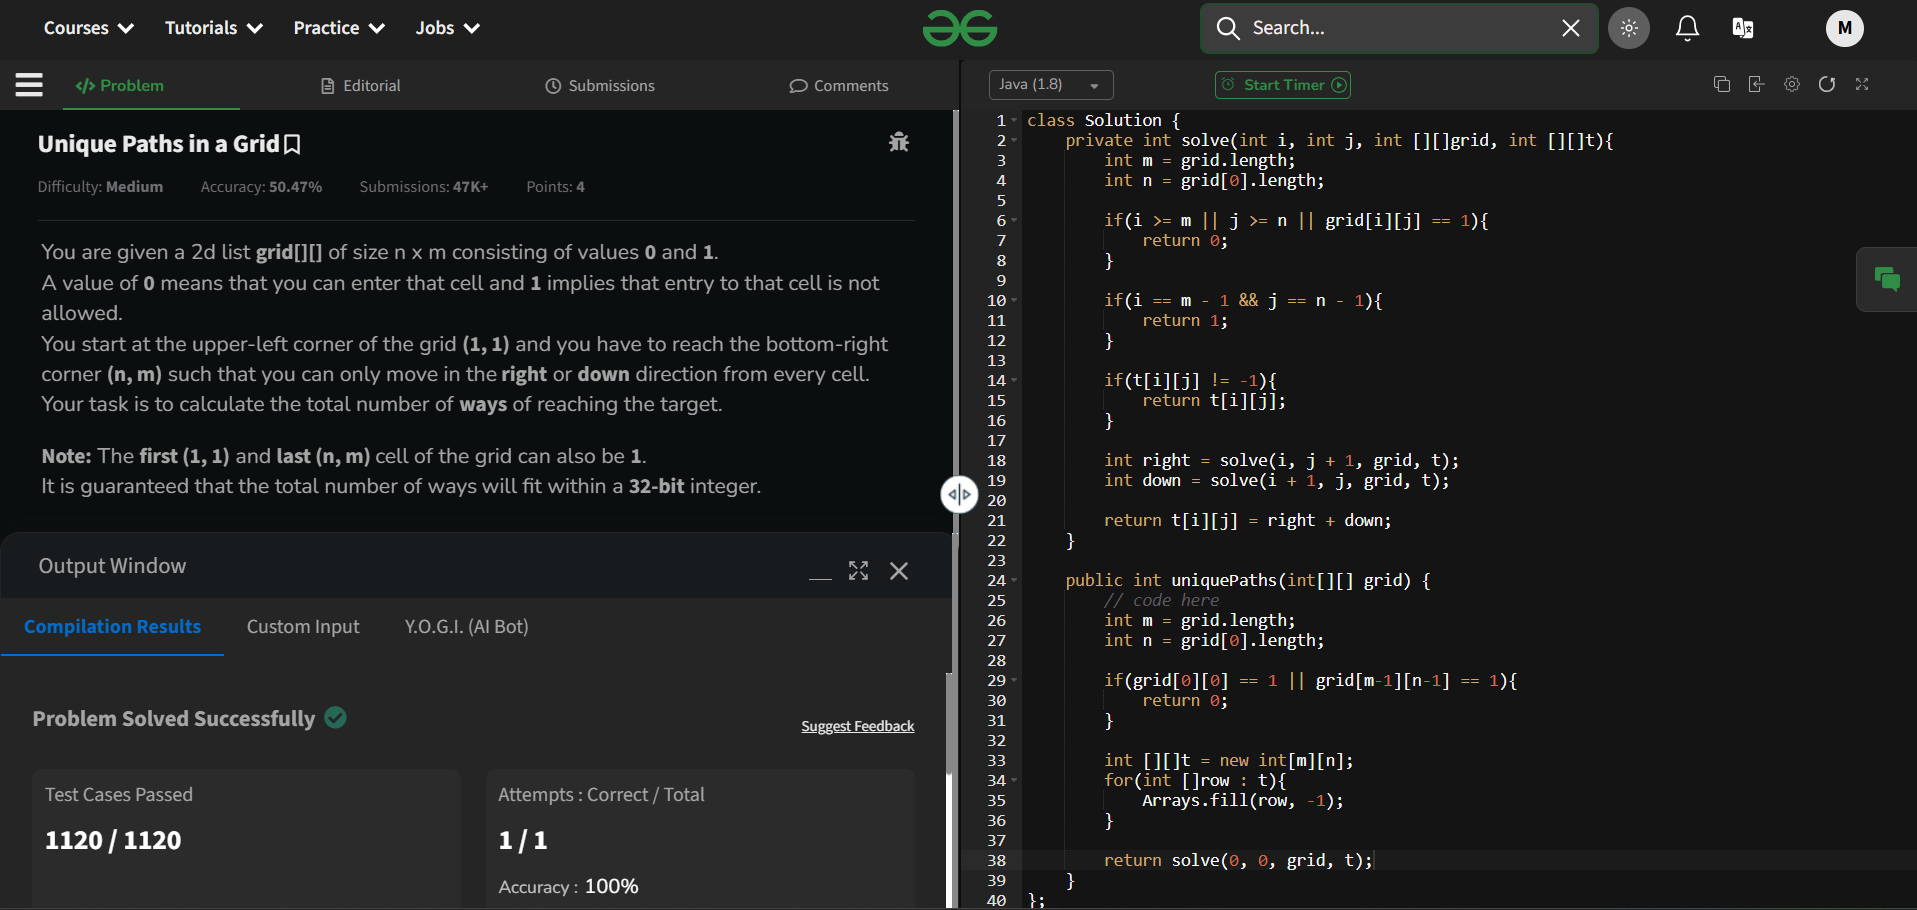 Courses Tutorials Practice Jobs Search... M
Problem Editorial Submissions Comments
Unique Paths in a Grid
Difficulty: Medium Accuracy: 50.47% Submissions: 47K+ Points: 4
You are given a 2d list grid[][] of size n x m consisting of values 0 and 1.
A value of 0 means that you can enter that cell and 1 implies that entry to that cell is not
allowed.
You start at the upper-left corner of the grid (1, 1) and you have to reach the bottom-right
corner (n, m) such that you can only move in the right or down direction from every cell.
Your task is to calculate the total number of ways of reaching the target.
Note: The first (1, 1) and last (n, m) cell of the grid can also be 1.
It is guaranteed that the total number of ways will fit within a 32-bit integer.
Output Window
Compilation Results Custom Input Y.O.G.I. (AI Bot)
Problem Solved Successfully
Suggest Feedback
Test Cases Passed
1120 / 1120
Attempts : Correct / Total
1 / 1
Accuracy : 100%
Java (1.8) Start Timer
1 class Solution {
2     private int solve(int i, int j, int [][]grid, int [][]t){
3         int m = grid.length;
4         int n = grid[0].length;
5
6         if(i >= m || j >= n || grid[i][j] == 1){
7             return 0;
8         }
9
10         if(i == m - 1 && j == n - 1){
11             return 1;
12         }
13
14         if(t[i][j] != -1){
15             return t[i][j];
16         }
17
18         int right = solve(i, j + 1, grid, t);
19         int down = solve(i + 1, j, grid, t);
20
21         return t[i][j] = right + down;
22     }
23
24     public int uniquePaths(int[][] grid) {
25         // code here
26         int m = grid.length;
27         int n = grid[0].length;
28
29         if(grid[0][0] == 1 || grid[m-1][n-1] == 1){
30             return 0;
31         }
32
33         int [][]t = new int[m][n];
34         for(int []row : t){
35             Arrays.fill(row, -1);
36         }
37
38         return solve(0, 0, grid, t);
39     }
40 };